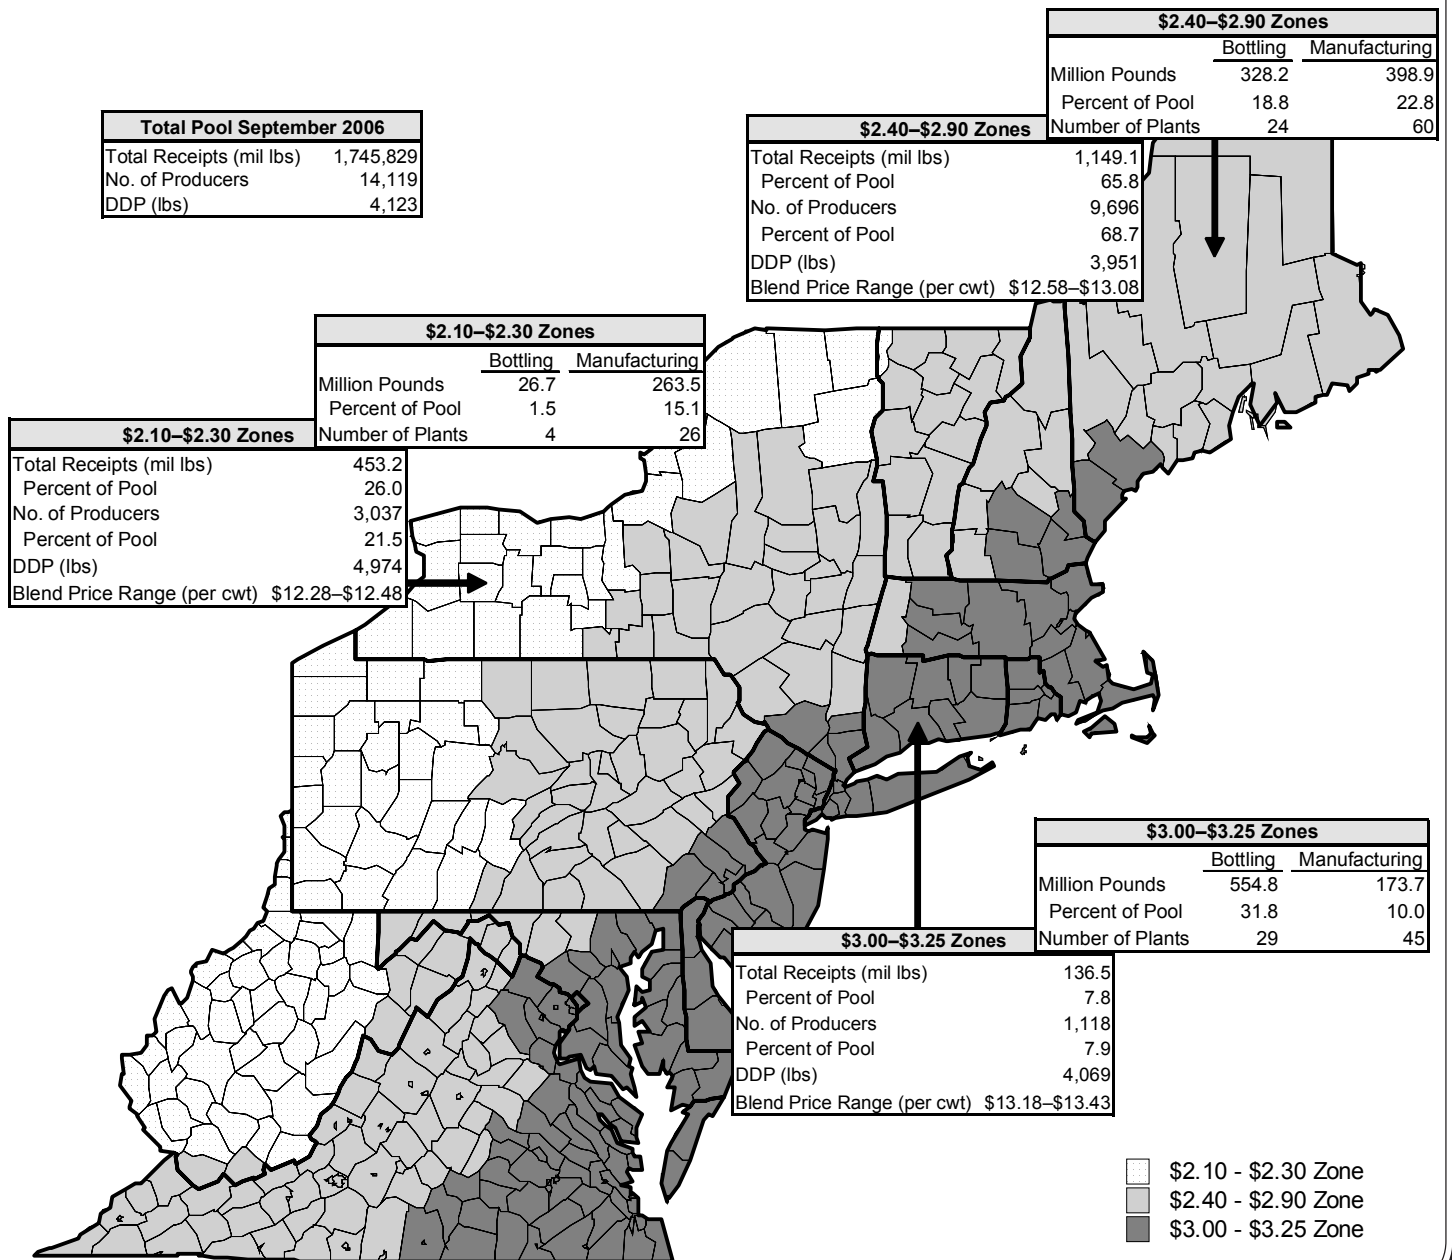 $2.40–$2.90 Zones
Bottling Manufacturing
Million Pounds 328.2 398.9
Percent of Pool 18.8 22.8
Number of Plants 24 60
Total Pool September 2006
Total Receipts (mil lbs) 1,745,829
No. of Producers 14,119
DDP (lbs) 4,123
$2.40–$2.90 Zones
Total Receipts (mil lbs) 1,149.1
Percent of Pool 65.8
No. of Producers 9,696
Percent of Pool 68.7
DDP (lbs) 3,951
Blend Price Range (per cwt) $12.58–$13.08
$2.10–$2.30 Zones
Bottling Manufacturing
Million Pounds 26.7 263.5
Percent of Pool 1.5 15.1
Number of Plants 4 26
$2.10–$2.30 Zones
Total Receipts (mil lbs) 453.2
Percent of Pool 26.0
No. of Producers 3,037
Percent of Pool 21.5
DDP (lbs) 4,974
Blend Price Range (per cwt) $12.28–$12.48
$3.00–$3.25 Zones
Bottling Manufacturing
Million Pounds 554.8 173.7
Percent of Pool 31.8 10.0
Number of Plants 29 45
$3.00–$3.25 Zones
Total Receipts (mil lbs) 136.5
Percent of Pool 7.8
No. of Producers 1,118
Percent of Pool 7.9
DDP (lbs) 4,069
Blend Price Range (per cwt) $13.18–$13.43
$2.10 - $2.30 Zone
$2.40 - $2.90 Zone
$3.00 - $3.25 Zone